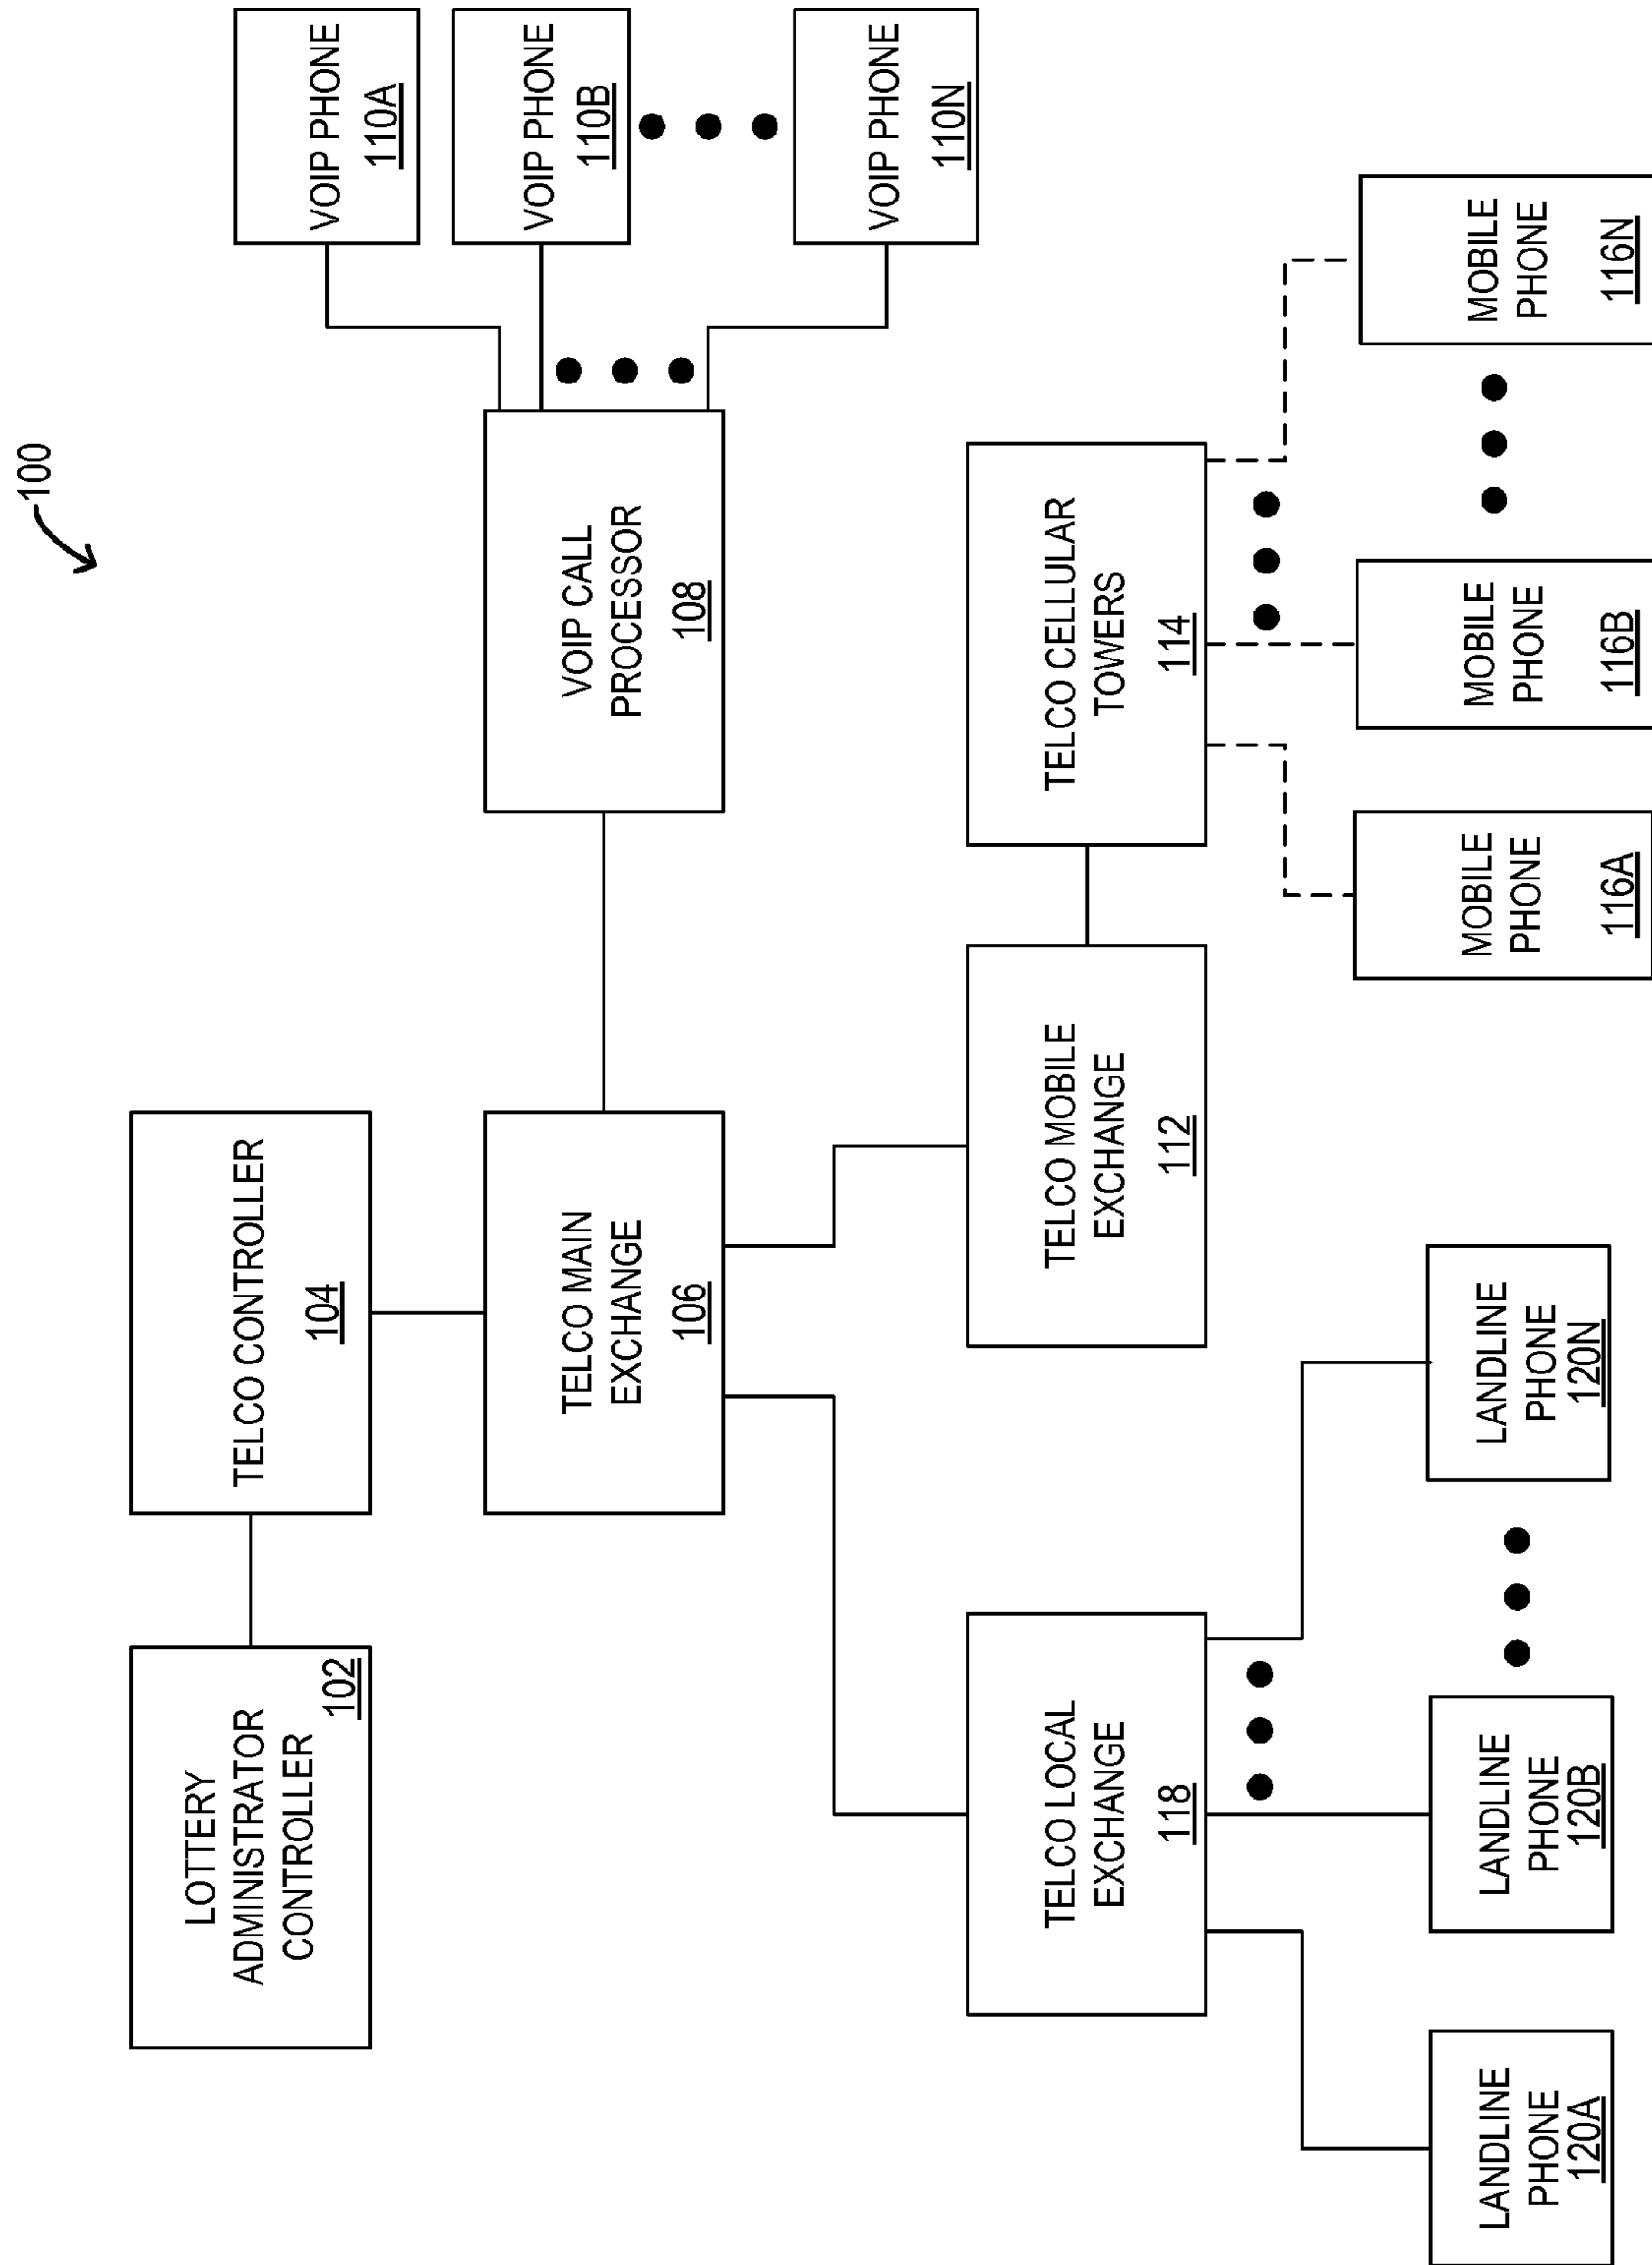 100
LOTTERY
ADMINISTRATOR
CONTROLLER
102
TELCO CONTROLLER
104
TELCO MAIN
EXCHANGE
106
VOIP CALL
PROCESSOR
108
VOIP PHONE
110A
VOIP PHONE
110B
VOIP PHONE
110N
TELCO LOCAL
EXCHANGE
118
TELCO MOBILE
EXCHANGE
112
TELCO CELLULAR
TOWERS
114
LANDLINE
PHONE
120A
LANDLINE
PHONE
120B
LANDLINE
PHONE
120N
MOBILE
PHONE
116A
MOBILE
PHONE
116B
MOBILE
PHONE
116N